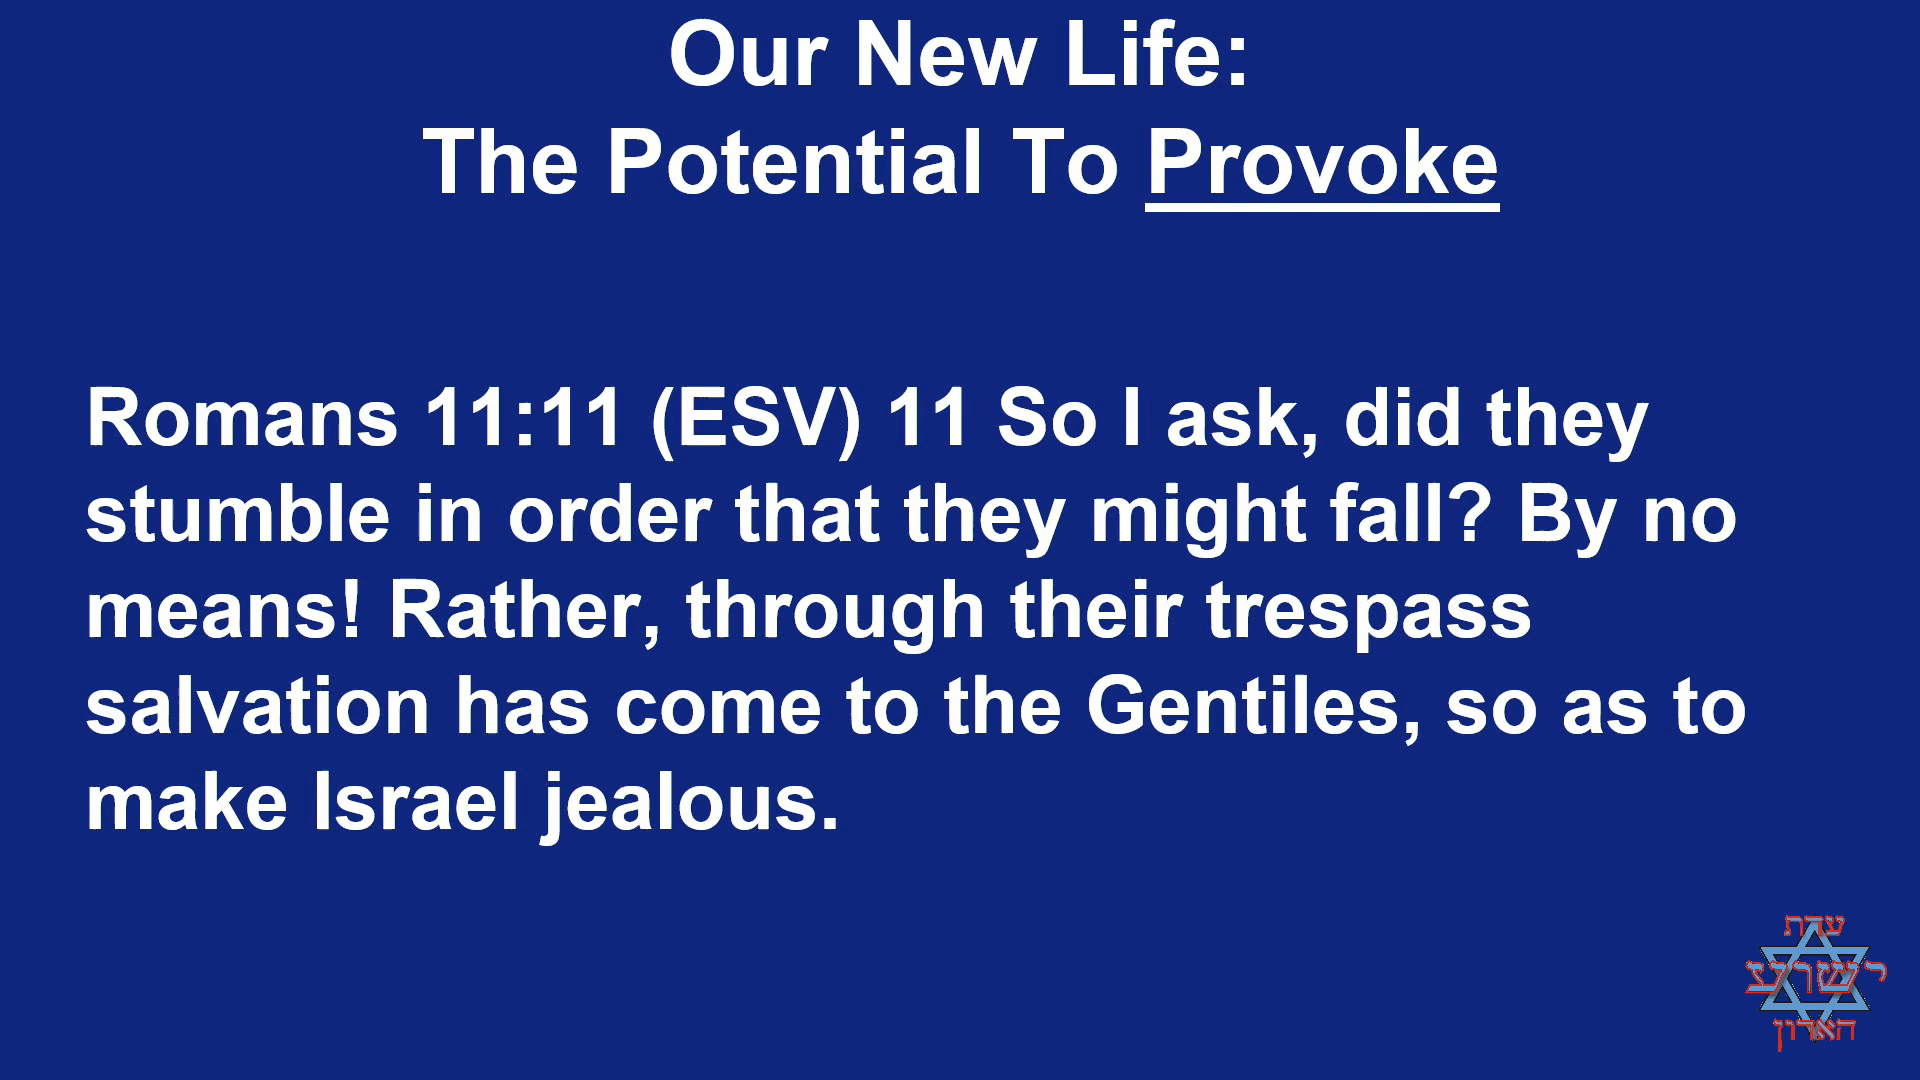 Our New Life:
The Potential To Provoke
Romans 11:11 (ESV) 11 So I ask, did they
stumble in order that they might fall? By no
means! Rather, through their trespass
salvation has come to the Gentiles, so as to
make Israel jealous.
עדת
ישוע
האדון